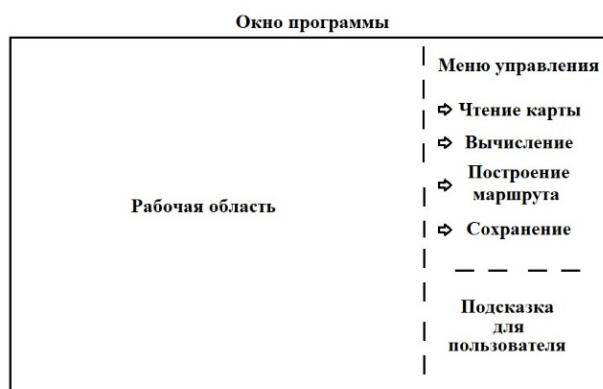 Окно программы
Меню управления
Чтение карты
Вычисление
Построение
маршрута
Сохранение
Рабочая область
Подсказка
для
пользователя